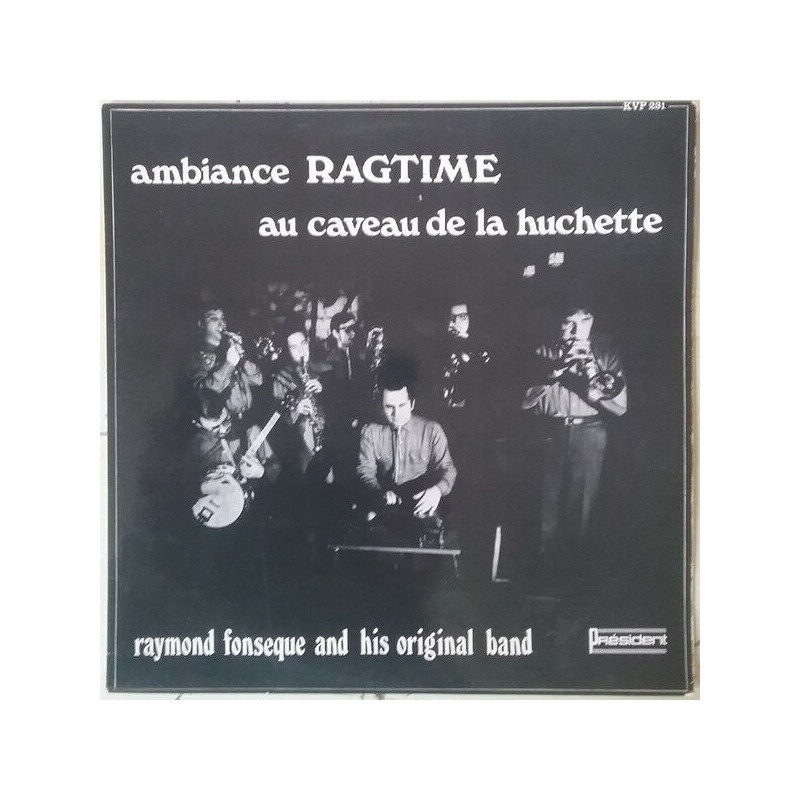 KVP 231
ambiance RAGTIME
au caveau de la huchette
raymond fonseque and his original band
Président